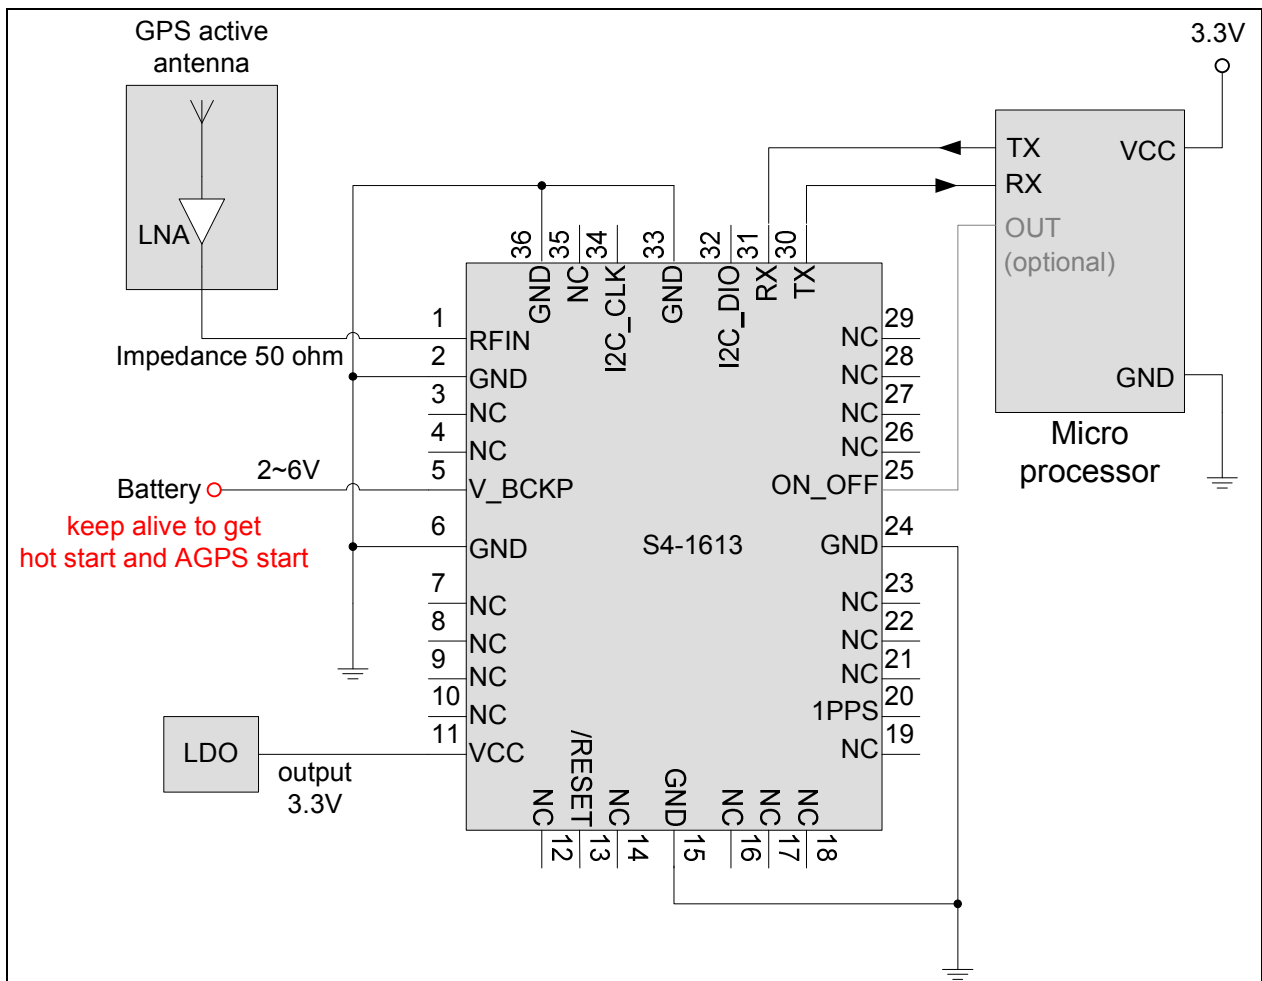 GPS active
antenna
LNA
3.3V
TX
VCC
RX
OUT
(optional)
GND
Micro
processor
36
35
34
33
32
31
30
GND
NC
I2C_CLK
GND
I2C_DIO
RX
TX
1
RFIN
Impedance 50 ohm
2
GND
3
NC
4
NC
5
V_BCKP
2~6V
Battery
keep alive to get
hot start and AGPS start
6
GND
7
NC
8
NC
9
NC
10
NC
11
VCC
LDO
output
3.3V
S4-1613
29
NC
28
NC
27
NC
26
NC
25
ON_OFF
24
GND
23
NC
22
NC
21
NC
20
1PPS
19
NC
NC
/RESET
NC
GND
NC
NC
NC
12
13
14
15
16
17
18